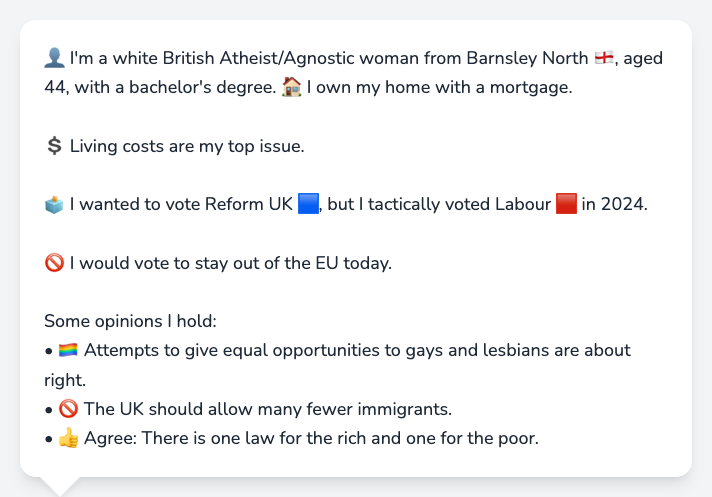 👤 I'm a white British Atheist/Agnostic woman from Barnsley North 🏴󠁧󠁢󠁥󠁮󠁧󠁿, aged
44, with a bachelor's degree. 🏠 I own my home with a mortgage.
💲 Living costs are my top issue.
🗳️ I wanted to vote Reform UK 🟦, but I tactically voted Labour 🟥 in 2024.
🚫 I would vote to stay out of the EU today.
Some opinions I hold:
• 🏳️‍🌈 Attempts to give equal opportunities to gays and lesbians are about
right.
• 🚫 The UK should allow many fewer immigrants.
• 👍 Agree: There is one law for the rich and one for the poor.